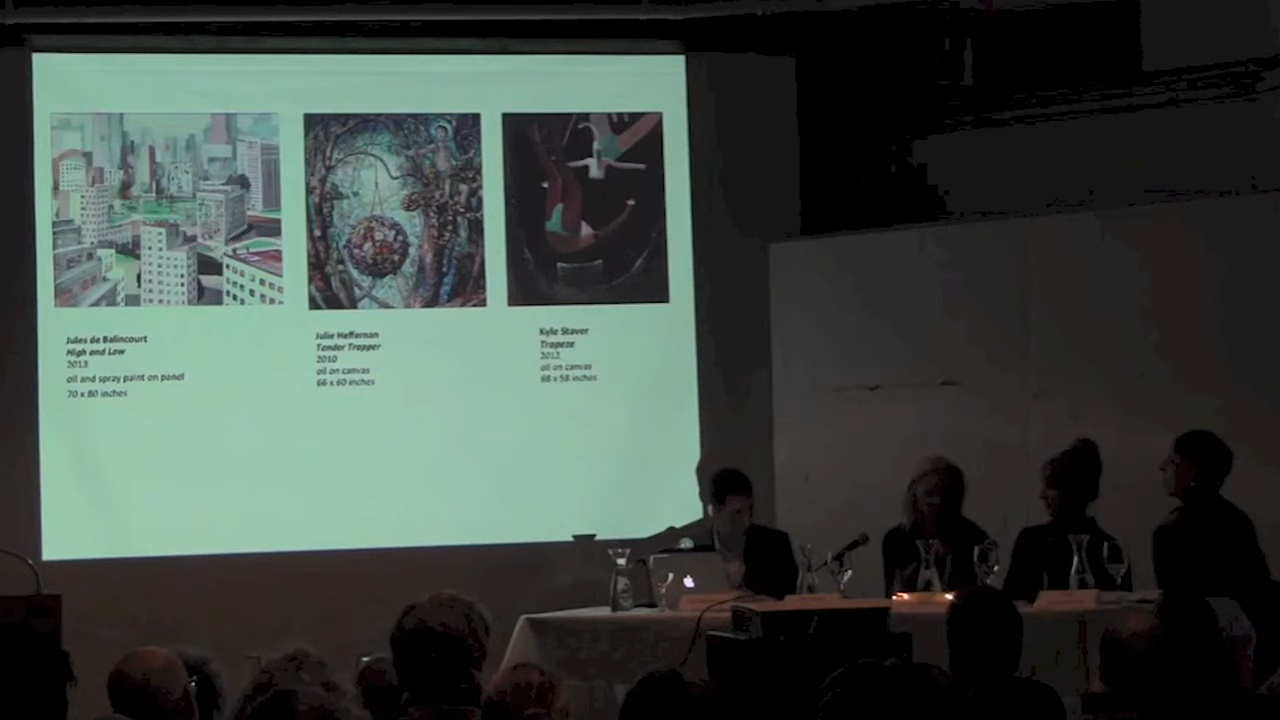 Jules de Balincourt
High and Low
2013
oil and spray paint on panel
70 x 80 inches
Julie Heffernan
Tender Trapper
2010
oil on canvas
66 x 60 inches
Kyle Staver
Trapeze
2012
oil on canvas
68 x 58 inches